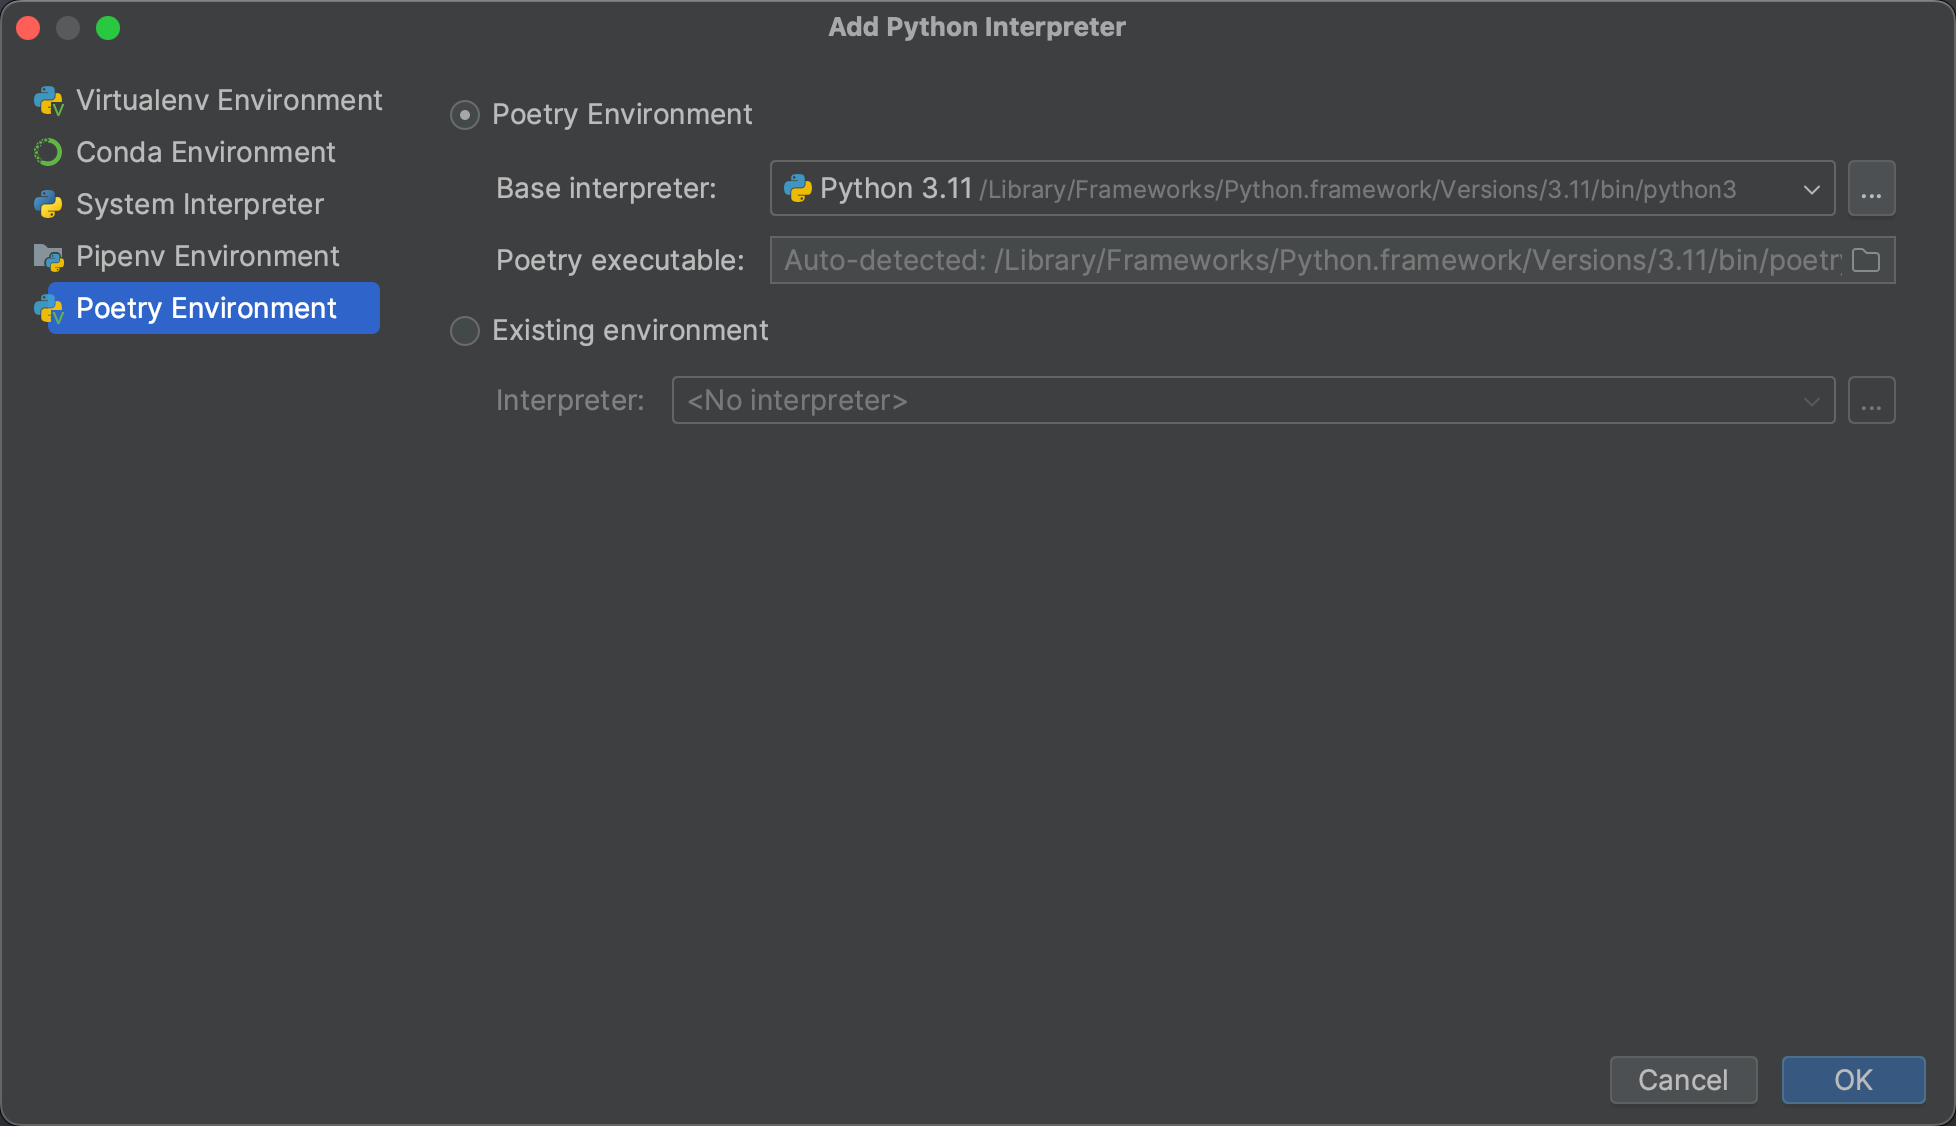 Add Python Interpreter
Virtualenv Environment
Conda Environment
System Interpreter
Pipenv Environment
Poetry Environment
Poetry Environment
Base interpreter: Python 3.11 /Library/Frameworks/Python.framework/Versions/3.11/bin/python3 ...
Poetry executable: Auto-detected: /Library/Frameworks/Python.framework/Versions/3.11/bin/poetry
Existing environment
Interpreter: <No interpreter> ...
Cancel OK